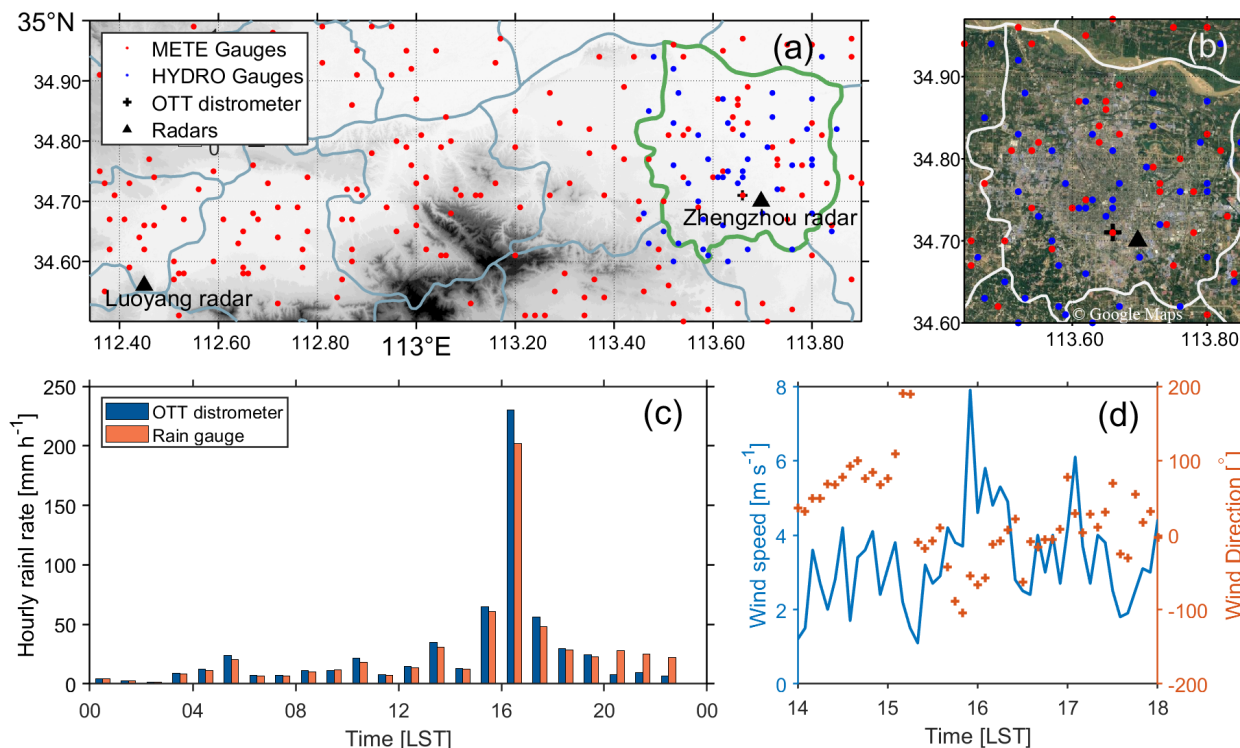 35°N
34.90
34.80
34.70
34.60
METE Gauges
HYDRO Gauges
OTT distrometer
Radars
0
(a)
Zhengzhou radar
Luoyang radar
112.40
112.60
112.80
113°E
113.20
113.40
113.60
113.80
(b)
34.90
34.80
34.70
34.60
© Google Maps
113.60
113.80
250
200
150
100
50
0
Hourly rainl rate [mm h-1]
OTT distrometer
Rain gauge
(c)
00
04
08
12
16
20
00
Time [LST]
8
6
4
2
0
Wind speed [m s-1]
(d)
200
100
0
-100
-200
Wind Direction [°]
14
15
16
17
18
Time [LST]